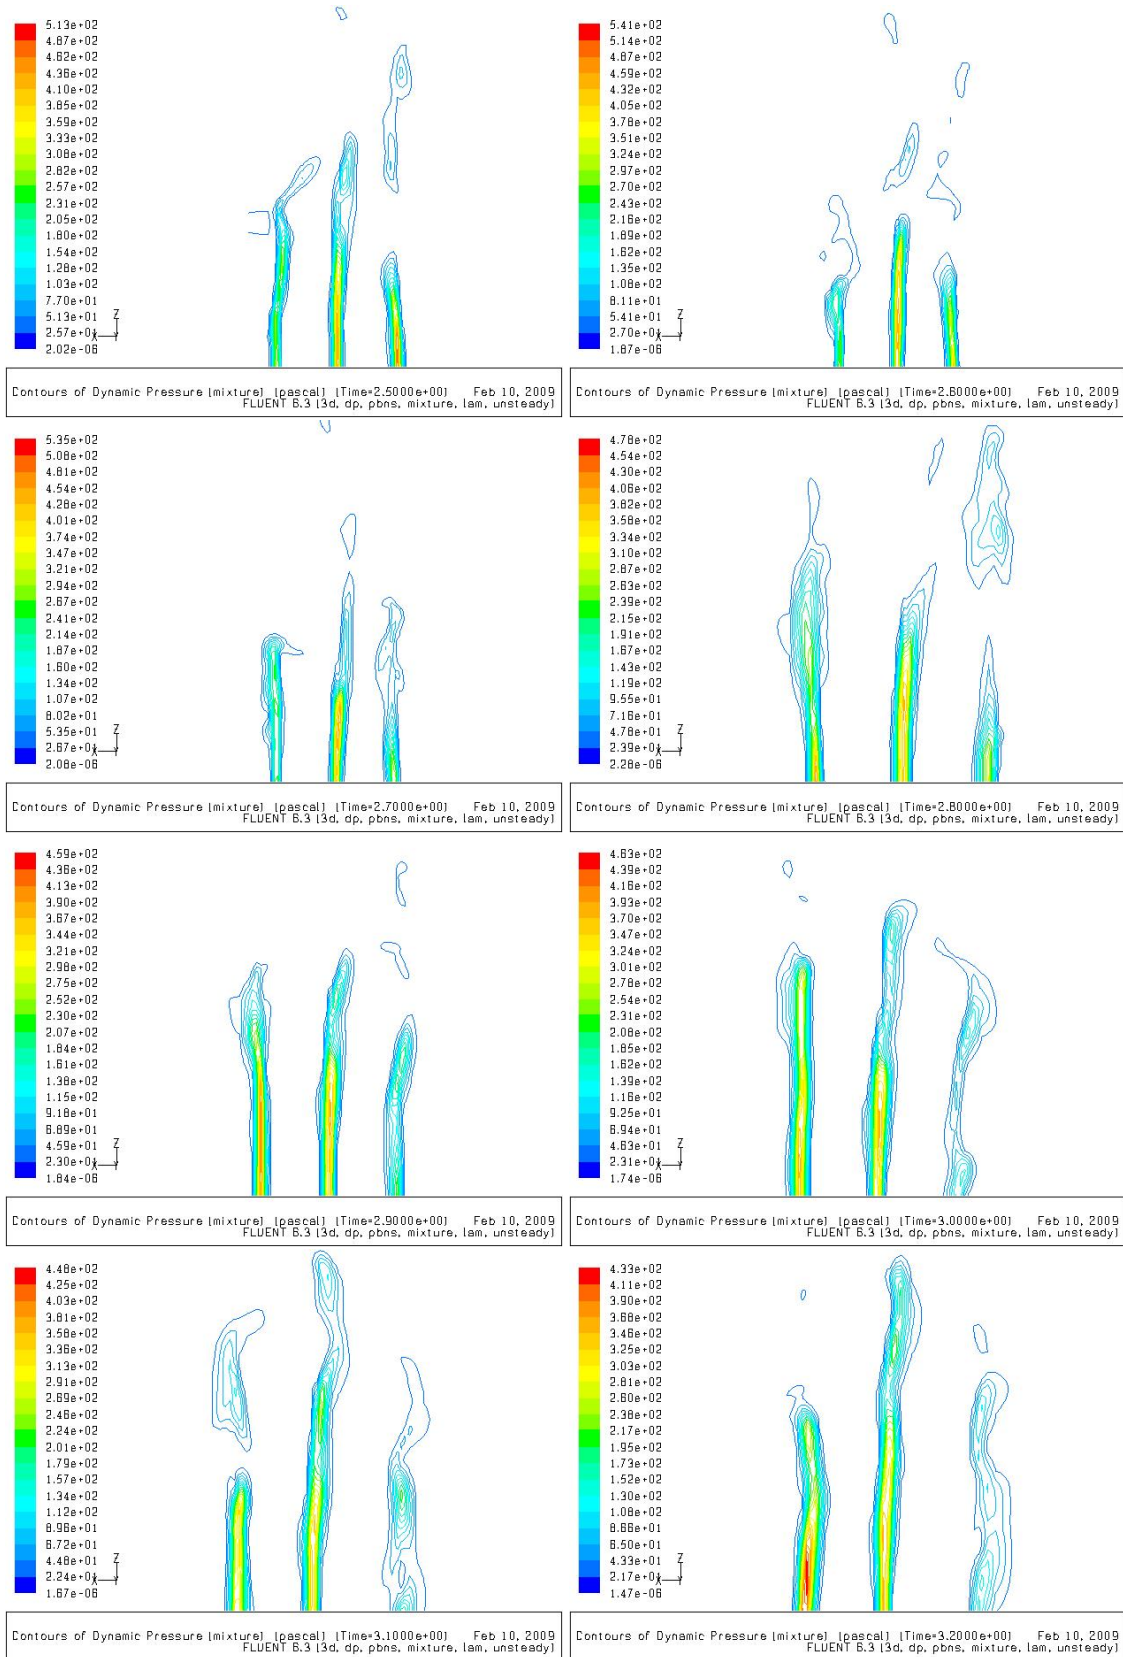 5.13e+02
4.87e+02
4.62e+02
4.36e+02
4.10e+02
3.85e+02
3.59e+02
3.33e+02
3.08e+02
2.82e+02
2.57e+02
2.31e+02
2.05e+02
1.80e+02
1.54e+02
1.28e+02
1.03e+02
7.70e+01
5.13e+01
2.57e+01
2.02e-06
Z
X Y
Contours of Dynamic Pressure (mixture) (pascal) (Time=2.5000e+00) Feb 10, 2009
FLUENT 6.3 (3d, dp, pbns, mixture, lam, unsteady)
5.41e+02
5.14e+02
4.87e+02
4.59e+02
4.32e+02
4.05e+02
3.78e+02
3.51e+02
3.24e+02
2.97e+02
2.70e+02
2.43e+02
2.16e+02
1.89e+02
1.62e+02
1.35e+02
1.08e+02
8.11e+01
5.41e+01
2.70e+01
1.87e-06
Z
X Y
Contours of Dynamic Pressure (mixture) (pascal) (Time=2.6000e+00) Feb 10, 2009
FLUENT 6.3 (3d, dp, pbns, mixture, lam, unsteady)
5.35e+02
5.08e+02
4.81e+02
4.54e+02
4.28e+02
4.01e+02
3.74e+02
3.47e+02
3.21e+02
2.94e+02
2.67e+02
2.41e+02
2.14e+02
1.87e+02
1.60e+02
1.34e+02
1.07e+02
8.02e+01
5.35e+01
2.67e+01
2.08e-06
Z
X Y
Contours of Dynamic Pressure (mixture) (pascal) (Time=2.7000e+00) Feb 10, 2009
FLUENT 6.3 (3d, dp, pbns, mixture, lam, unsteady)
4.78e+02
4.54e+02
4.30e+02
4.06e+02
3.82e+02
3.58e+02
3.34e+02
3.10e+02
2.87e+02
2.63e+02
2.39e+02
2.15e+02
1.91e+02
1.67e+02
1.43e+02
1.19e+02
9.55e+01
7.16e+01
4.78e+01
2.39e+01
2.28e-06
Z
X Y
Contours of Dynamic Pressure (mixture) (pascal) (Time=2.8000e+00) Feb 10, 2009
FLUENT 6.3 (3d, dp, pbns, mixture, lam, unsteady)
4.59e+02
4.36e+02
4.13e+02
3.90e+02
3.67e+02
3.44e+02
3.21e+02
2.98e+02
2.75e+02
2.52e+02
2.30e+02
2.07e+02
1.84e+02
1.61e+02
1.38e+02
1.15e+02
9.18e+01
6.89e+01
4.59e+01
2.30e+01
1.84e-06
Z
X Y
Contours of Dynamic Pressure (mixture) (pascal) (Time=2.9000e+00) Feb 10, 2009
FLUENT 6.3 (3d, dp, pbns, mixture, lam, unsteady)
4.63e+02
4.39e+02
4.16e+02
3.93e+02
3.70e+02
3.47e+02
3.24e+02
3.01e+02
2.78e+02
2.54e+02
2.31e+02
2.08e+02
1.85e+02
1.62e+02
1.39e+02
1.16e+02
9.25e+01
6.94e+01
4.63e+01
2.31e+01
1.74e-06
Z
X Y
Contours of Dynamic Pressure (mixture) (pascal) (Time=3.0000e+00) Feb 10, 2009
FLUENT 6.3 (3d, dp, pbns, mixture, lam, unsteady)
4.48e+02
4.25e+02
4.03e+02
3.81e+02
3.58e+02
3.36e+02
3.13e+02
2.91e+02
2.69e+02
2.46e+02
2.24e+02
2.01e+02
1.79e+02
1.57e+02
1.34e+02
1.12e+02
8.96e+01
6.72e+01
4.48e+01
2.24e+01
1.67e-06
Z
X Y
Contours of Dynamic Pressure (mixture) (pascal) (Time=3.1000e+00) Feb 10, 2009
FLUENT 6.3 (3d, dp, pbns, mixture, lam, unsteady)
4.33e+02
4.11e+02
3.90e+02
3.68e+02
3.46e+02
3.25e+02
3.03e+02
2.81e+02
2.60e+02
2.38e+02
2.17e+02
1.95e+02
1.73e+02
1.52e+02
1.30e+02
1.08e+02
8.66e+01
6.50e+01
4.33e+01
2.17e+01
1.47e-06
Z
X Y
Contours of Dynamic Pressure (mixture) (pascal) (Time=3.2000e+00) Feb 10, 2009
FLUENT 6.3 (3d, dp, pbns, mixture, lam, unsteady)